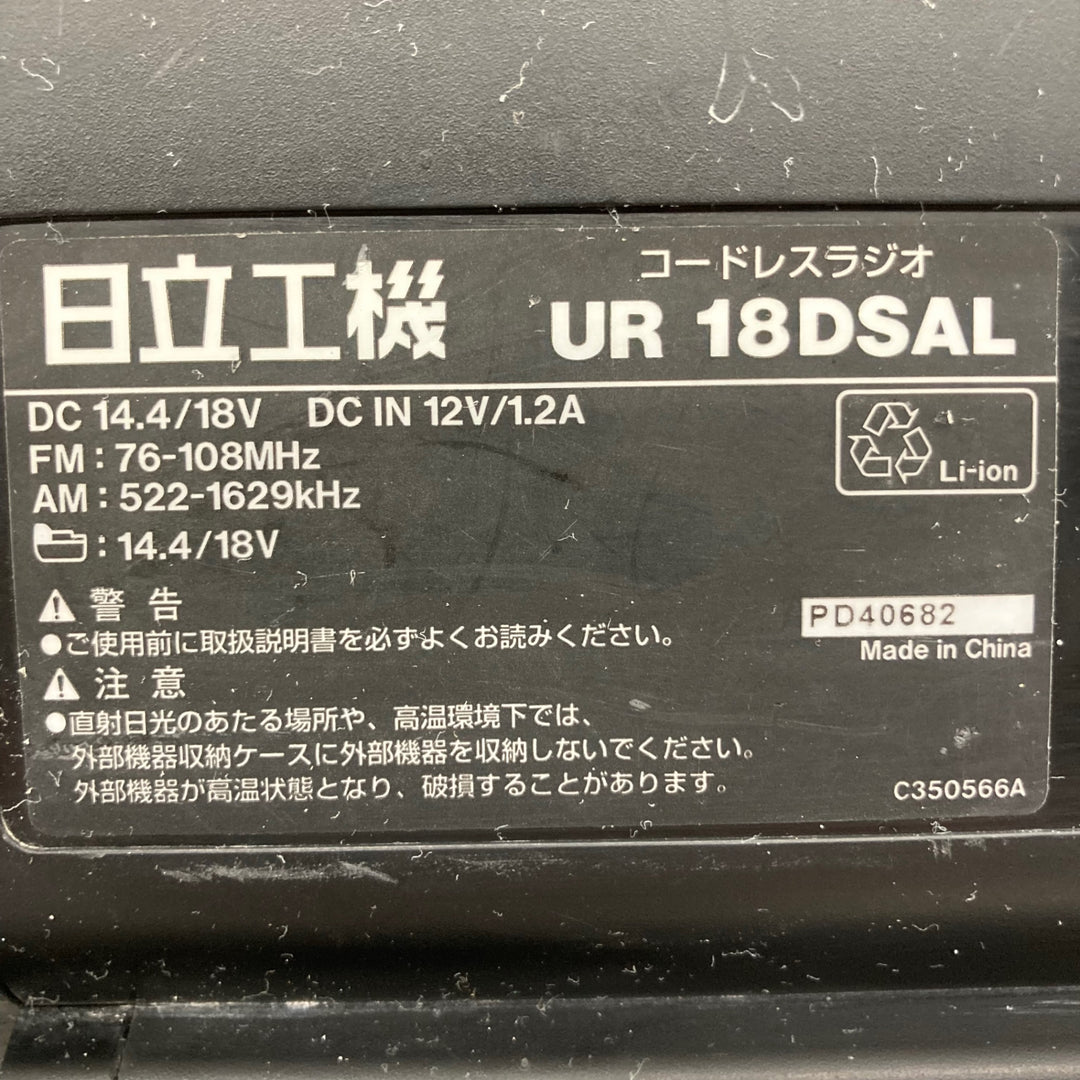 日立工機
コードレスラジオ
UR 18DSAL
DC 14.4/18V DC IN 12V/1.2A
FM : 76-108MHz
AM : 522-1629kHz
: 14.4/18V
Li-ion
警告
●ご使用前に取扱説明書を必ずよくお読みください。
注意
●直射日光のあたる場所や、高温環境下では、
外部機器収納ケースに外部機器を収納しないでください。
外部機器が高温状態となり、破損することがあります。
PD40682
Made in China
C350566A